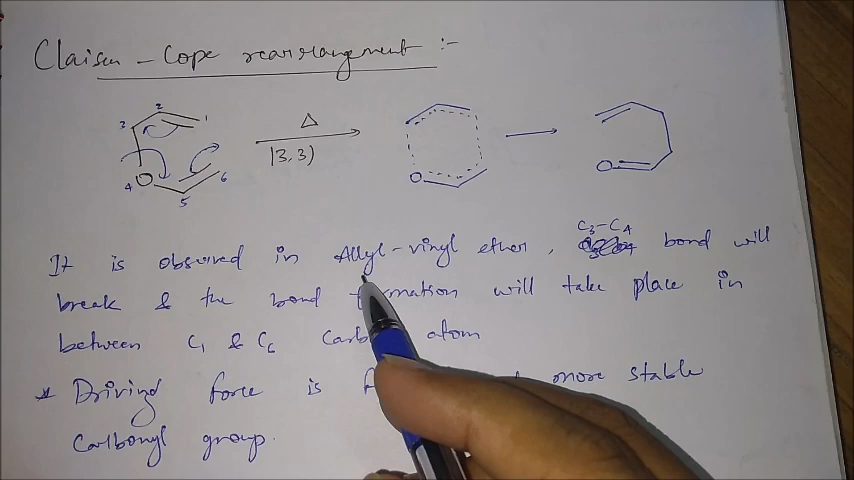 Claisen - Cope rearrangement :-
2
3
1
Δ
(3,3)
4 O
6
5
O
O
It is observed in Allyl-vinyl ether, C3-C4 bond will
break & the bond will take place in
between C1 & C6 atom
* Driving force is more stable
Carbonyl group.